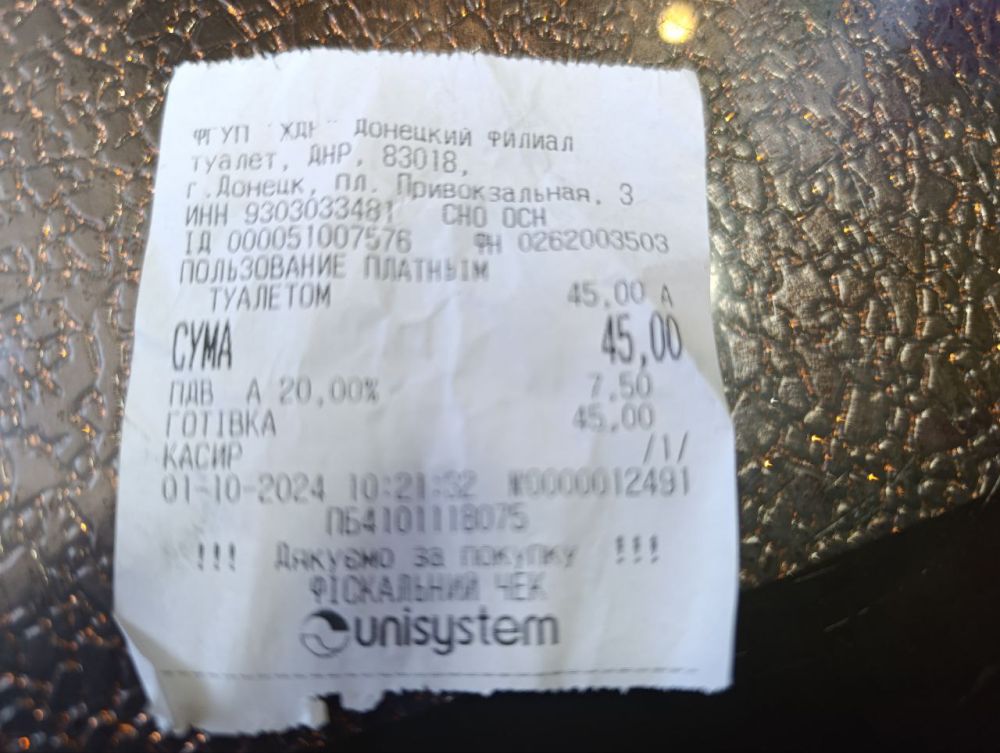 ФГУП "ЖДН" Донецкий филиал
туалет, ДНР, 83018,
г.Донецк, пл. Привокзальная, 3
ИНН 9303033481 СНО ОСН
ІД 000051007576 ФН 0262003503
ПОЛЬЗОВАНИЕ ПЛАТНЫМ
ТУАЛЕТОМ 45,00 А
СУМА 45,00
ПДВ А 20,00% 7,50
ГОТІВКА 45,00
КАСИР /1/
01-10-2024 10:21:32 №0000012491
ПБ4101118075
!!! Дякуємо за покупку !!!
ФІСКАЛЬНИЙ ЧЕК
unisystem